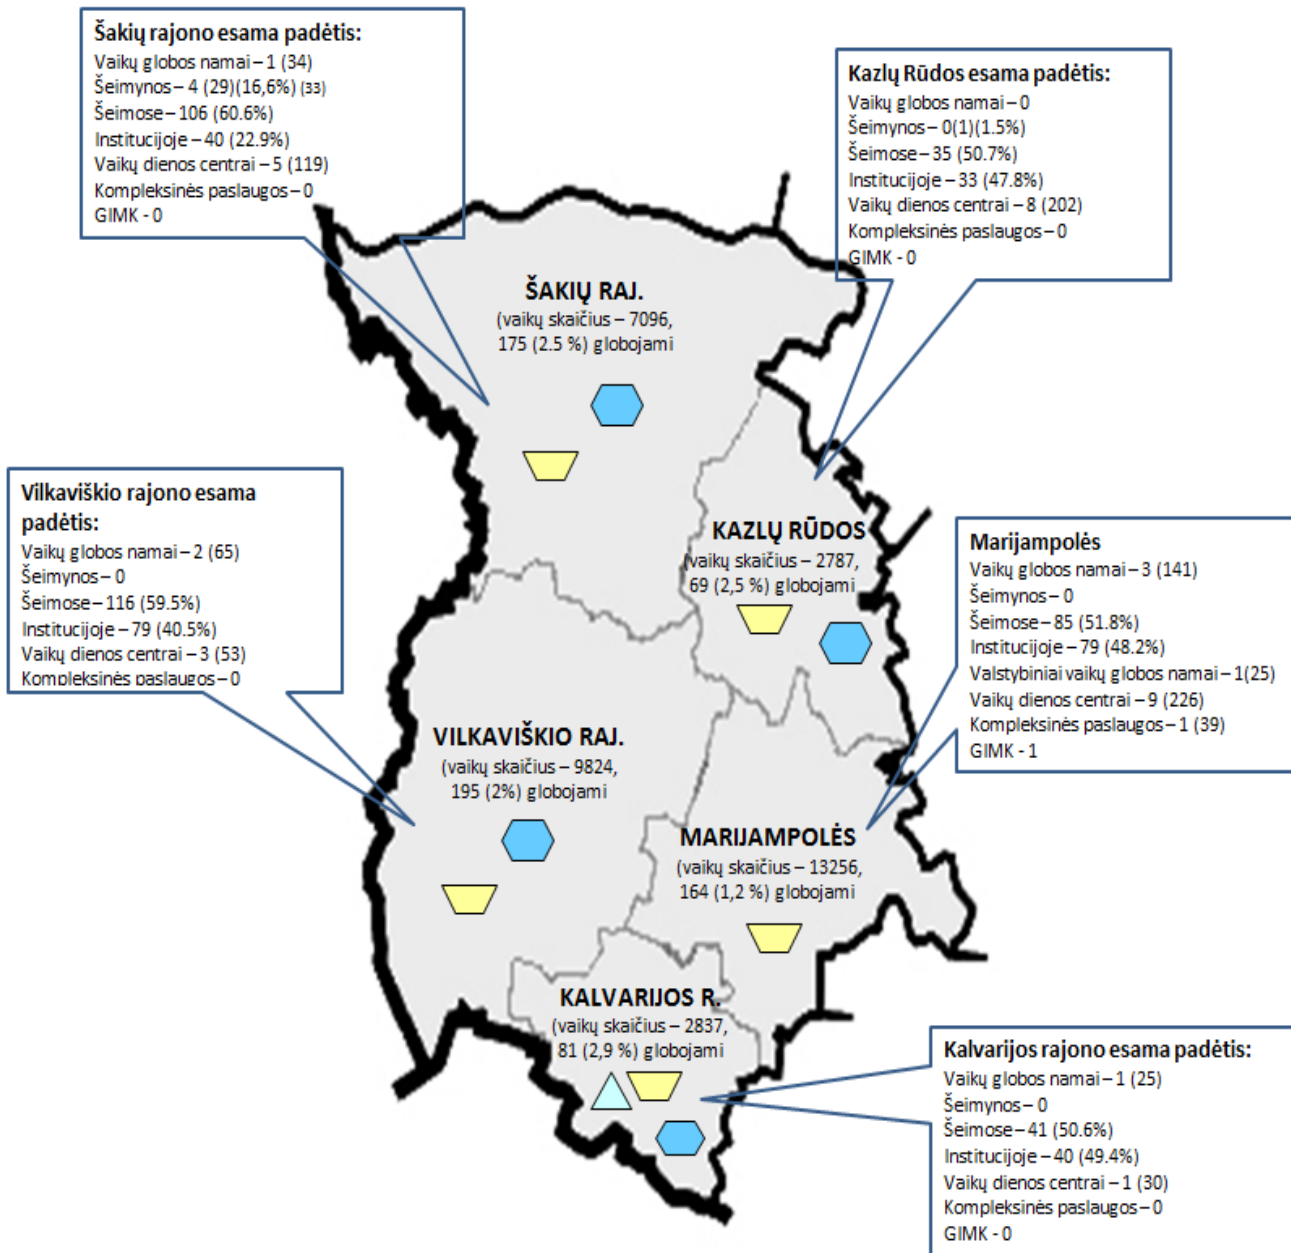 Šakių rajono esama padėtis:
Vaikų globos namai – 1 (34)
Šeimynos – 4 (29)(16,6%) (33)
Šeimose – 106 (60.6%)
Institucijoje – 40 (22.9%)
Vaikų dienos centrai – 5 (119)
Kompleksinės paslaugos – 0
GIMK - 0
Kazlų Rūdos esama padėtis:
Vaikų globos namai – 0
Šeimynos – 0(1)(1.5%)
Šeimose – 35 (50.7%)
Institucijoje – 33 (47.8%)
Vaikų dienos centrai – 8 (202)
Kompleksinės paslaugos – 0
GIMK - 0
ŠAKIŲ RAJ.
(vaikų skaičius – 7096,
175 (2.5 %) globojami
Vilkaviškio rajono esama
padėtis:
Vaikų globos namai – 2 (65)
Šeimynos – 0
Šeimose – 116 (59.5%)
Institucijoje – 79 (40.5%)
Vaikų dienos centrai – 3 (53)
Kompleksinės paslaugos – 0
KAZLŲ RŪDOS
(vaikų skaičius – 2787,
69 (2,5 %) globojami
Marijampolės
Vaikų globos namai – 3 (141)
Šeimynos – 0
Šeimose – 85 (51.8%)
Institucijoje – 79 (48.2%)
Valstybiniai vaikų globos namai – 1(25)
Vaikų dienos centrai – 9 (226)
Kompleksinės paslaugos – 1 (39)
GIMK - 1
VILKAVIŠKIO RAJ.
(vaikų skaičius – 9824,
195 (2%) globojami
MARIJAMPOLĖS
(vaikų skaičius – 13256,
164 (1,2 %) globojami
KALVARIJOS R.
(vaikų skaičius – 2837,
81 (2,9 %) globojami
Kalvarijos rajono esama padėtis:
Vaikų globos namai – 1 (25)
Šeimynos – 0
Šeimose – 41 (50.6%)
Institucijoje – 40 (49.4%)
Vaikų dienos centrai – 1 (30)
Kompleksinės paslaugos – 0
GIMK - 0